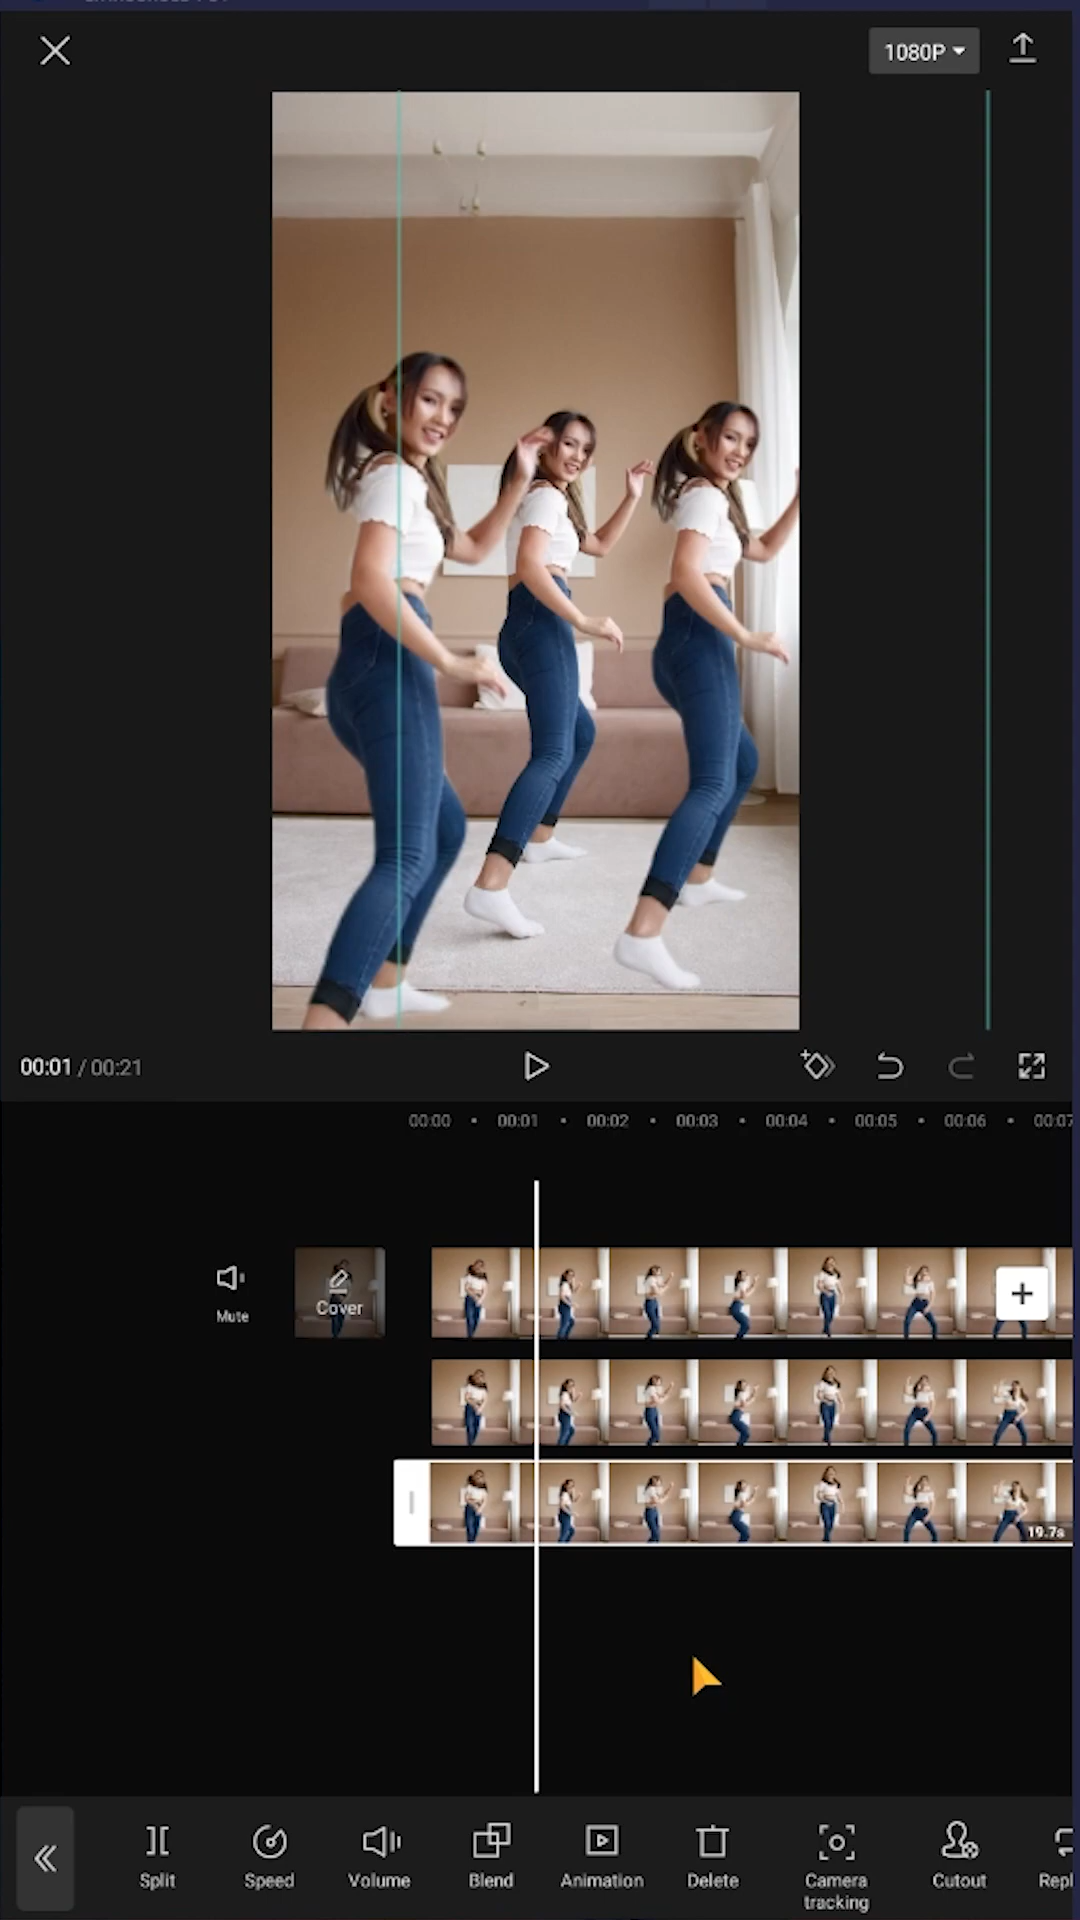 1080P
00:01 / 00:21
00:00 00:01 00:02 00:03 00:04 00:05 00:06 00:07
Mute
Cover
19.7s
Split
Speed
Volume
Blend
Animation
Delete
Camera
tracking
Cutout
Repl